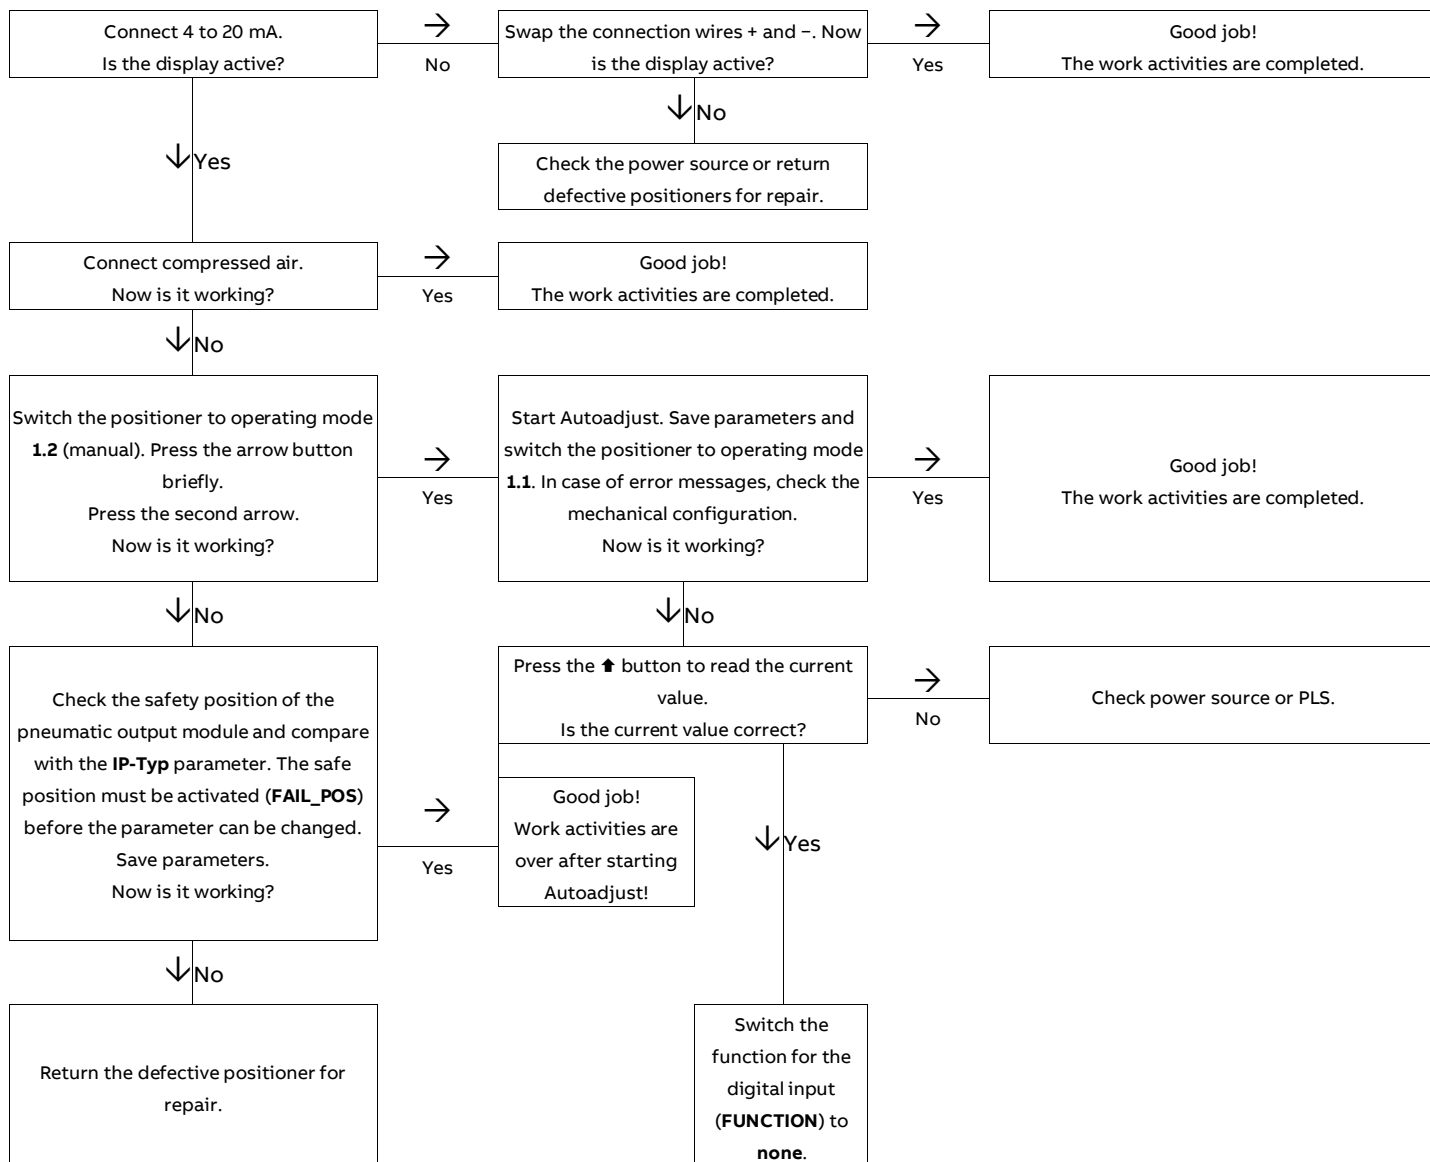 Connect 4 to 20 mA.
Is the display active?
No
Swap the connection wires + and −. Now
is the display active?
Yes
Good job!
The work activities are completed.
No
Yes
Check the power source or return
defective positioners for repair.
Connect compressed air.
Now is it working?
Yes
Good job!
The work activities are completed.
No
Switch the positioner to operating mode
1.2 (manual). Press the arrow button
briefly.
Press the second arrow.
Now is it working?
Yes
Start Autoadjust. Save parameters and
switch the positioner to operating mode
1.1. In case of error messages, check the
mechanical configuration.
Now is it working?
Yes
Good job!
The work activities are completed.
No
No
Check the safety position of the
pneumatic output module and compare
with the IP-Typ parameter. The safe
position must be activated (FAIL_POS)
before the parameter can be changed.
Save parameters.
Now is it working?
Press the ⬆ button to read the current
value.
Is the current value correct?
No
Check power source or PLS.
Yes
Good job!
Work activities are
over after starting
Autoadjust!
Yes
No
Return the defective positioner for
repair.
Switch the
function for the
digital input
(FUNCTION) to
none.